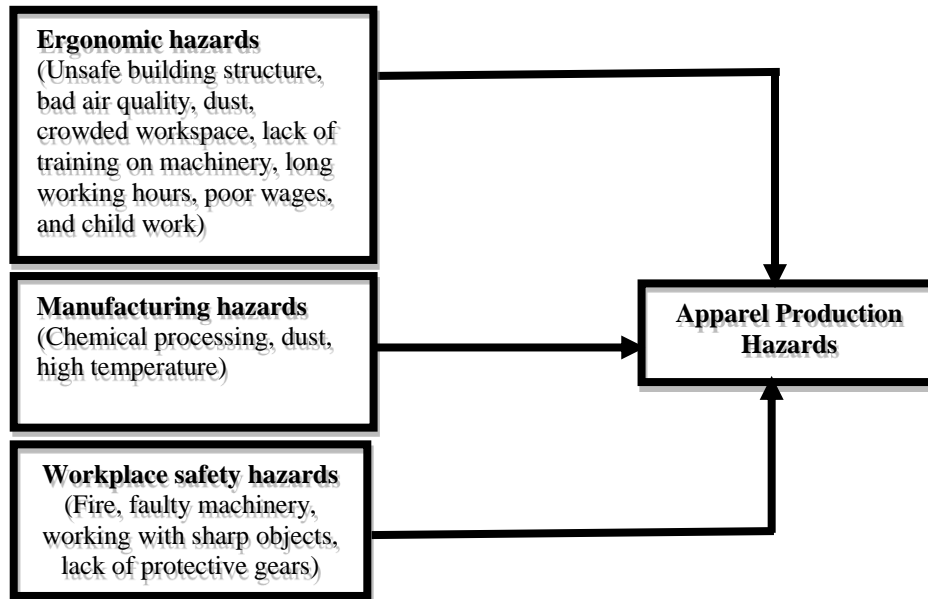 Ergonomic hazards
(Unsafe building structure,
bad air quality, dust,
crowded workspace, lack of
training on machinery, long
working hours, poor wages,
and child work)
Manufacturing hazards
(Chemical processing, dust,
high temperature)
Workplace safety hazards
(Fire, faulty machinery,
working with sharp objects,
lack of protective gears)
Apparel Production
Hazards